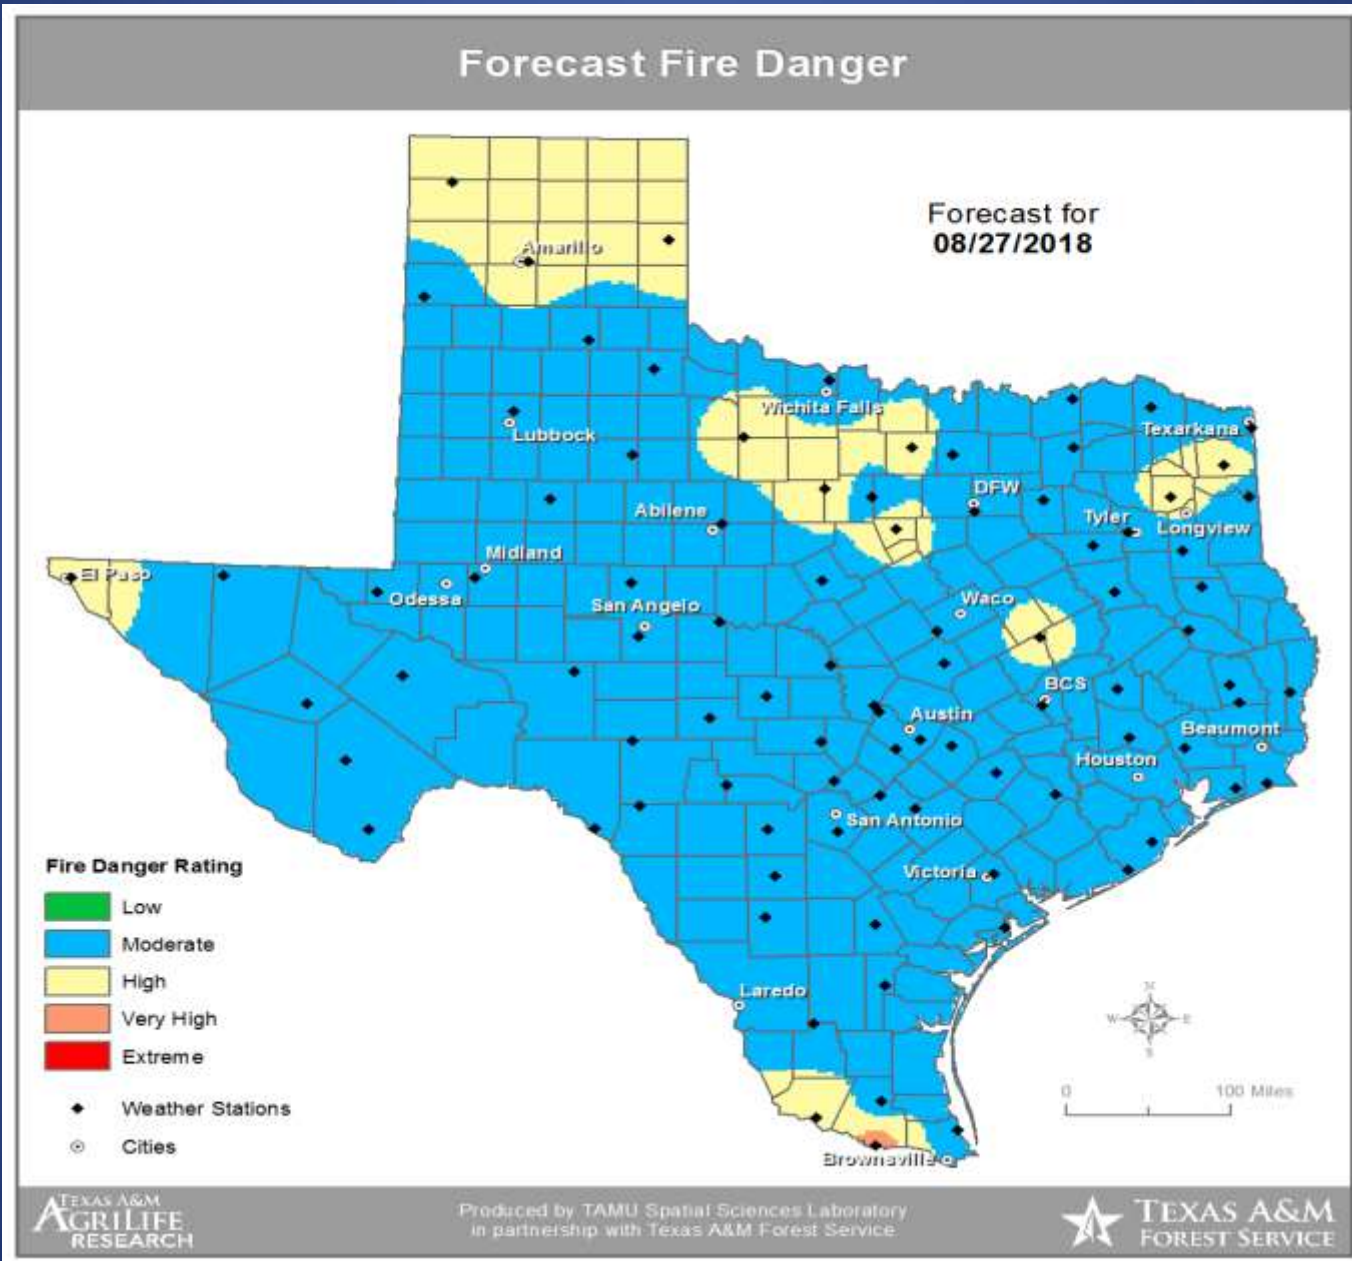 Forecast Fire Danger
Forecast for
08/27/2018
Amarillo
Wichita Falls
Lubbock
Texarkana
DFW
Abilene
Tyler
Longview
Midland
El Paso
Odessa
San Angelo
Waco
BCS
Austin
Beaumont
Houston
San Antonio
Victoria
Laredo
Brownsville
Fire Danger Rating
Low
Moderate
High
Very High
Extreme
Weather Stations
Cities
N
W E
S
0 100 Miles
TEXAS A&M
AGRILIFE
RESEARCH
Produced by TAMU Spatial Sciences Laboratory
in partnership with Texas A&M Forest Service
TEXAS A&M
FOREST SERVICE